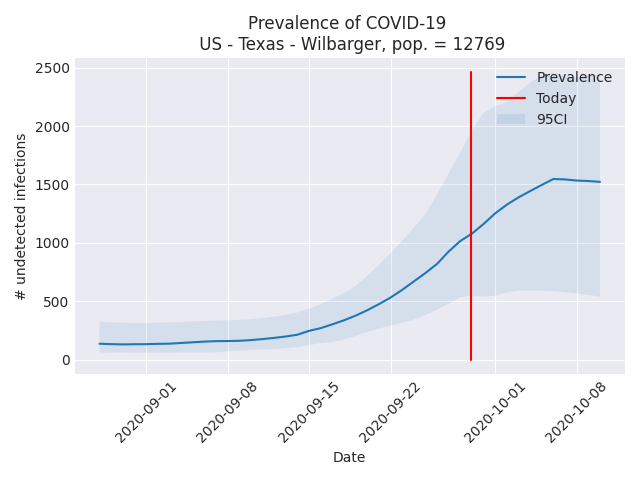 Prevalence of COVID-19
US - Texas - Wilbarger, pop. = 12769
# undetected infections
2500
2000
1500
1000
500
0
Prevalence
Today
95CI
2020-09-01
2020-09-08
2020-09-15
2020-09-22
2020-10-01
2020-10-08
Date